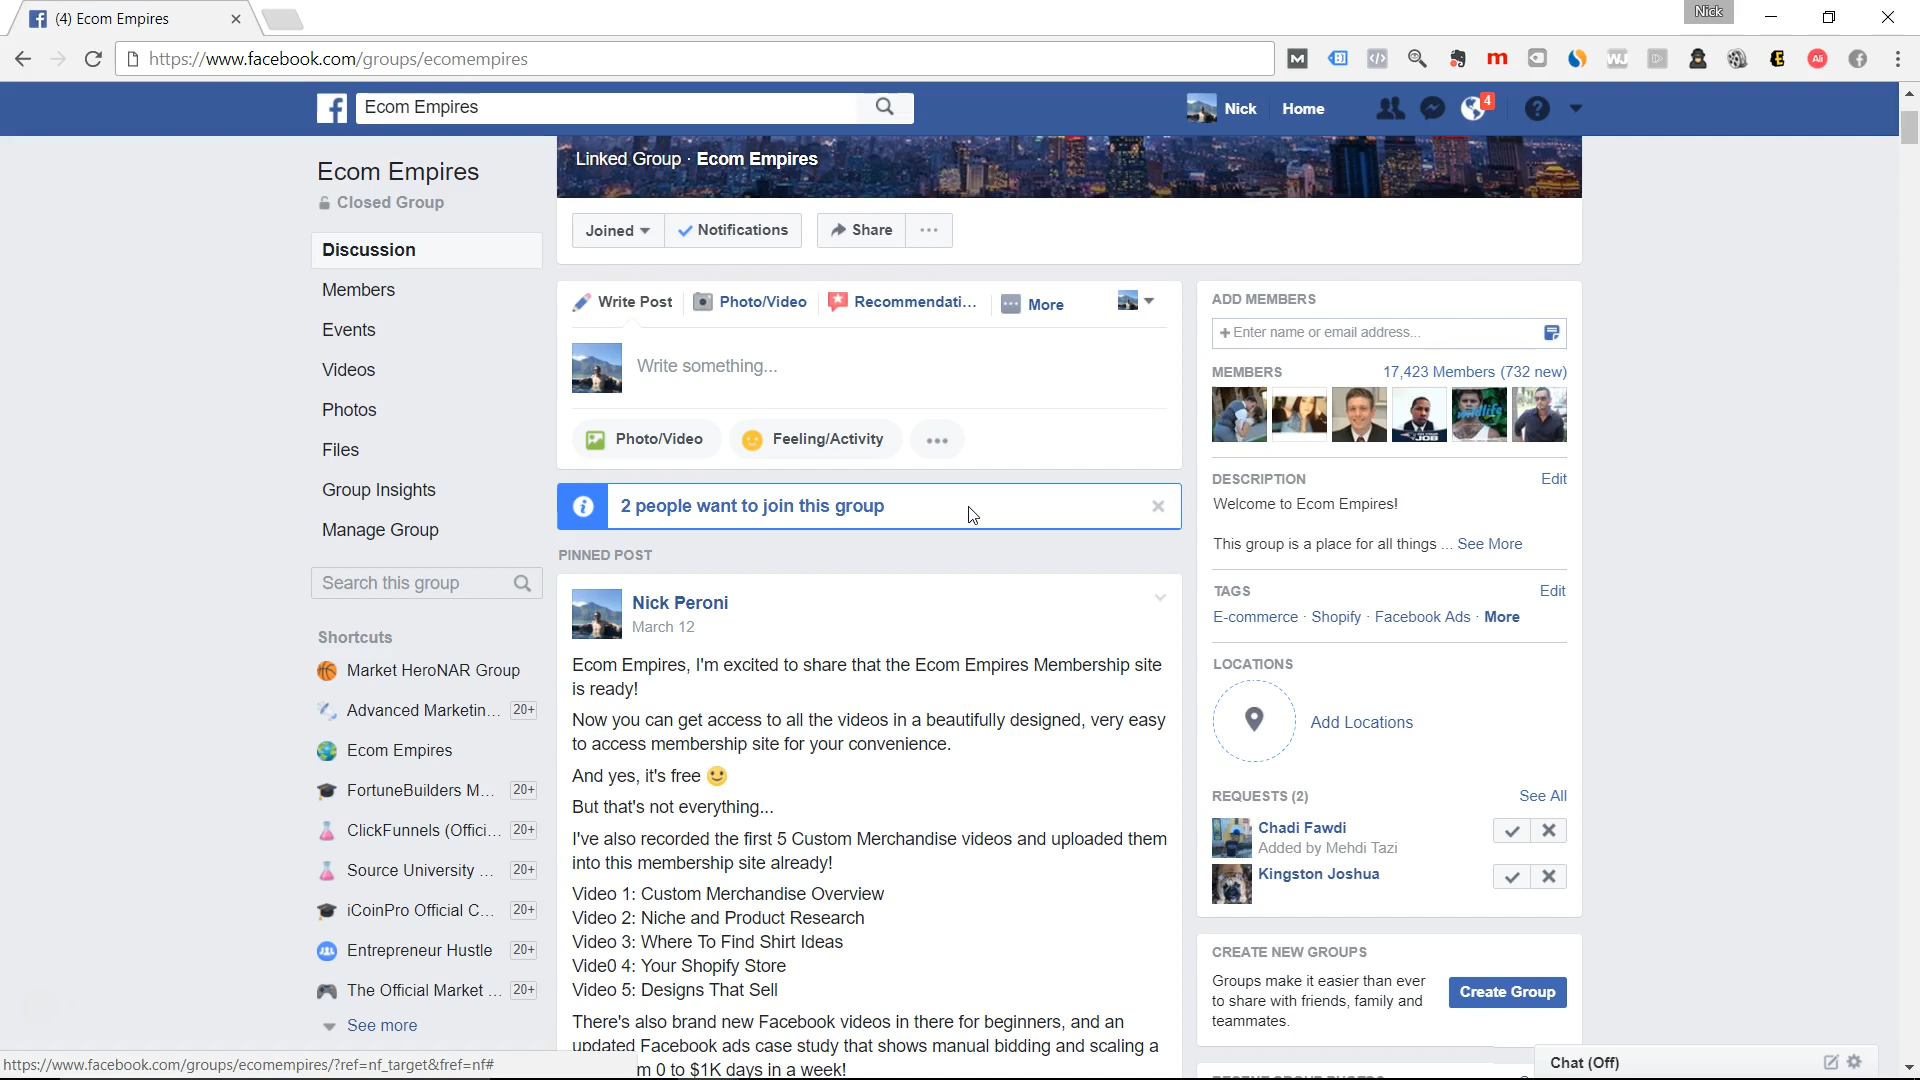 (4) Ecom Empires
Nick
https://www.facebook.com/groups/ecomempires
Ecom Empires
Nick
Home
4
Linked Group · Ecom Empires
Ecom Empires
Closed Group
Joined
Notifications
Share
Discussion
Members
Events
Videos
Photos
Files
Group Insights
Manage Group
Search this group
Shortcuts
Market HeroNAR Group
Advanced Marketin... 20+
Ecom Empires
FortuneBuilders M... 20+
ClickFunnels (Offici... 20+
Source University ... 20+
iCoinPro Official C... 20+
Entrepreneur Hustle 20+
The Official Market ... 20+
See more
Write Post
Photo/Video
Recommendati...
More
Write something...
Photo/Video
Feeling/Activity
2 people want to join this group
PINNED POST
Nick Peroni
March 12
Ecom Empires, I'm excited to share that the Ecom Empires Membership site
is ready!
Now you can get access to all the videos in a beautifully designed, very easy
to access membership site for your convenience.
And yes, it's free
But that's not everything...
I've also recorded the first 5 Custom Merchandise videos and uploaded them
into this membership site already!
Video 1: Custom Merchandise Overview
Video 2: Niche and Product Research
Video 3: Where To Find Shirt Ideas
Vide0 4: Your Shopify Store
Video 5: Designs That Sell
There's also brand new Facebook videos in there for beginners, and an
updated Facebook ads case study that shows manual bidding and scaling a
m 0 to $1K days in a week!
ADD MEMBERS
+ Enter name or email address...
MEMBERS
17,423 Members (732 new)
wildlife
JOB
DESCRIPTION
Edit
Welcome to Ecom Empires!
This group is a place for all things ... See More
TAGS
Edit
E-commerce · Shopify · Facebook Ads · More
LOCATIONS
Add Locations
REQUESTS (2)
See All
Chadi Fawdi
Added by Mehdi Tazi
Kingston Joshua
CREATE NEW GROUPS
Groups make it easier than ever
to share with friends, family and
teammates.
Create Group
Chat (Off)
https://www.facebook.com/groups/ecomempires/?ref=nf_target&fref=nf#